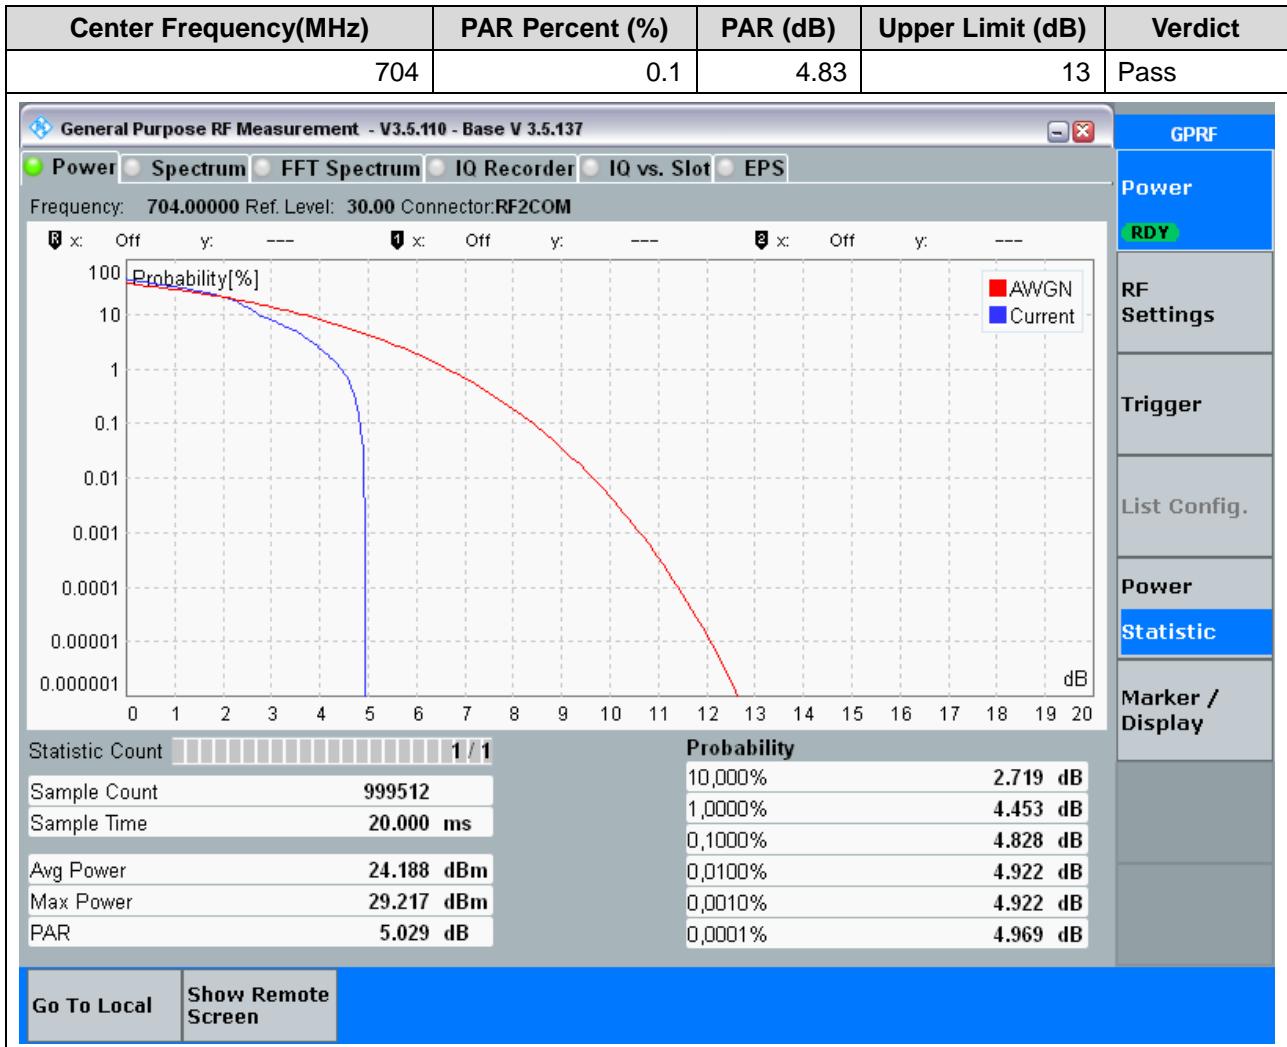 Center Frequency(MHz) PAR Percent (%) PAR (dB) Upper Limit (dB) Verdict
704 0.1 4.83 13 Pass
General Purpose RF Measurement - V3.5.110 - Base V 3.5.137
GPRF
Power Spectrum FFT Spectrum IQ Recorder IQ vs. Slot EPS
Frequency: 704.00000 Ref. Level: 30.00 Connector:RF2COM
R x: Off y: --- 1 x: Off y: --- 2 x: Off y: ---
Probability[%]
AWGN
Current
100
10
1
0.1
0.01
0.001
0.0001
0.00001
0.000001
dB
0 1 2 3 4 5 6 7 8 9 10 11 12 13 14 15 16 17 18 19 20
Statistic Count 1 / 1
Sample Count 999512
Sample Time 20.000 ms
Avg Power 24.188 dBm
Max Power 29.217 dBm
PAR 5.029 dB
Probability
10,000% 2.719 dB
1,0000% 4.453 dB
0,1000% 4.828 dB
0,0100% 4.922 dB
0,0010% 4.922 dB
0,0001% 4.969 dB
Power
RDY
RF
Settings
Trigger
List Config.
Power
Statistic
Marker /
Display
Go To Local
Show Remote
Screen